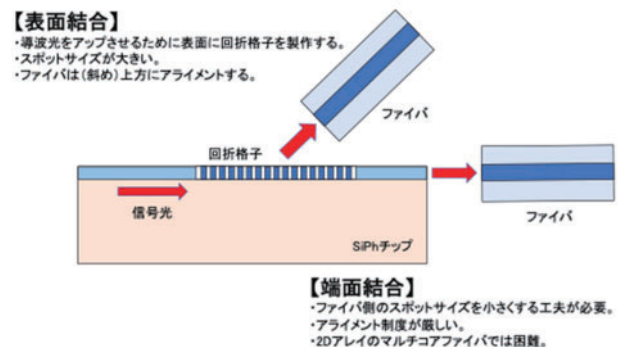 【表面結合】
・導波光をアップさせるために表面に回折格子を製作する。
・スポットサイズが大きい。
・ファイバは(斜め)上方にアライメントする。
ファイバ
回折格子
信号光
SiPhチップ
ファイバ
【端面結合】
・ファイバ側のスポットサイズを小さくする工夫が必要。
・アライメント制度が厳しい。
・2Dアレイのマルチコアファイバでは困難。